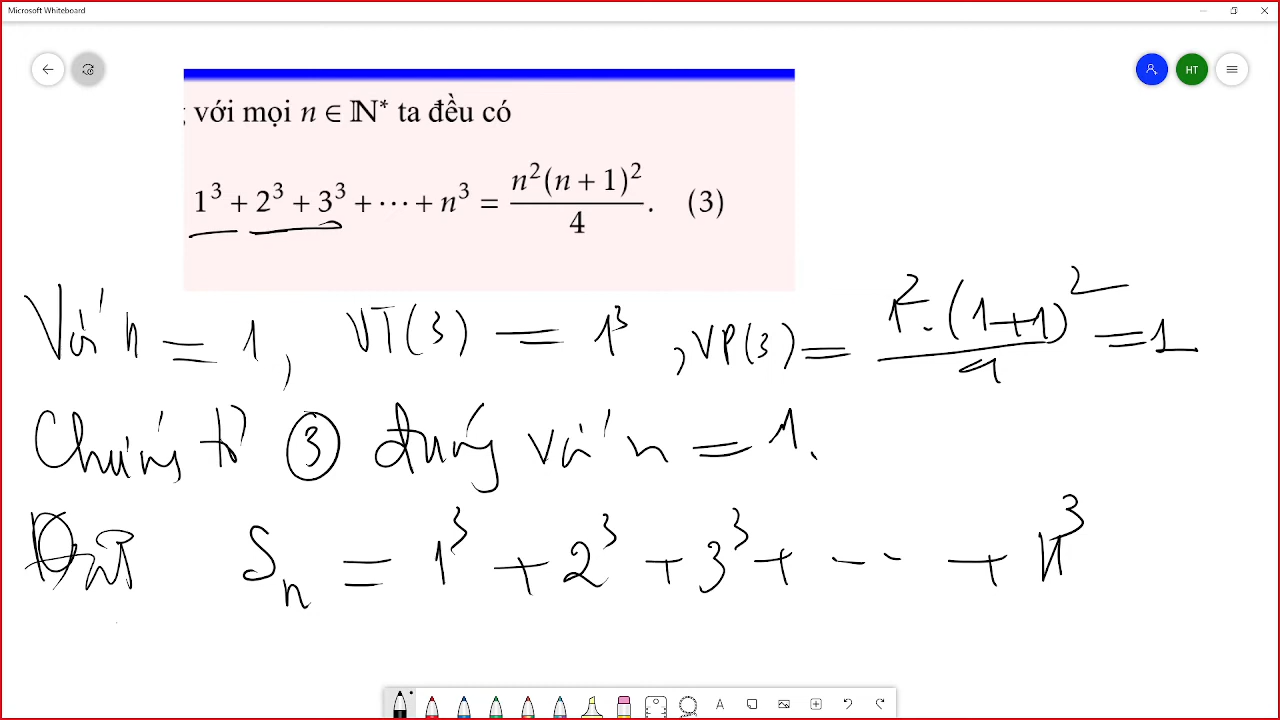 Microsoft Whiteboard
HT
với mọi n ∈ ℕ* ta đều có
1³ + 2³ + 3³ + ⋯ + n³ = n²(n + 1)²/4. (3)
Với n = 1, VT(3) = 1³, VP(3) = 1².(1+1)²/4 = 1
Chứng tỏ ③ đúng với n = 1.
Đặt Sₙ = 1³ + 2³ + 3³ + ⋯ + n³
A